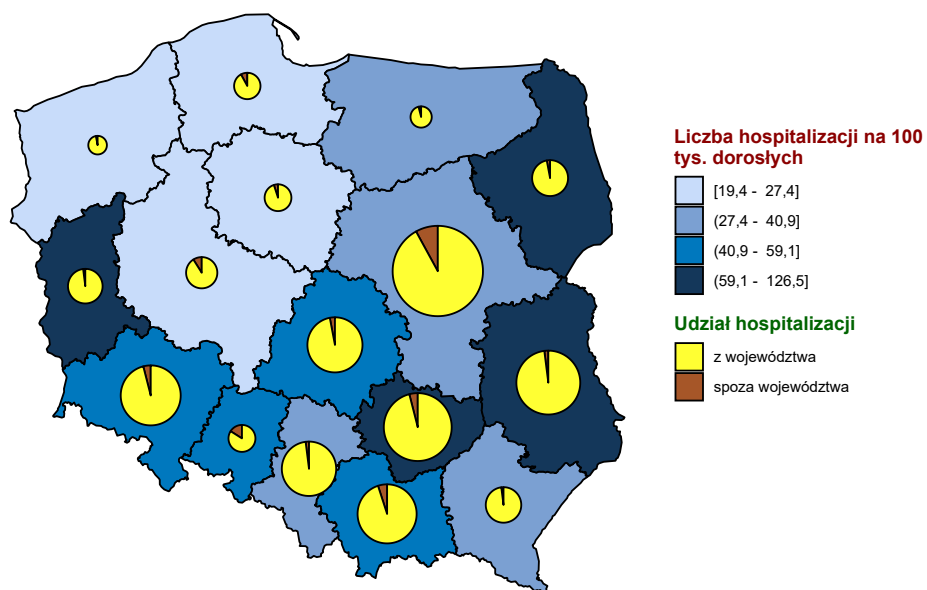 Liczba hospitalizacji na 100
tys. dorosłych
[19,4 - 27,4]
(27,4 - 40,9]
(40,9 - 59,1]
(59,1 - 126,5]
Udział hospitalizacji
z województwa
spoza województwa